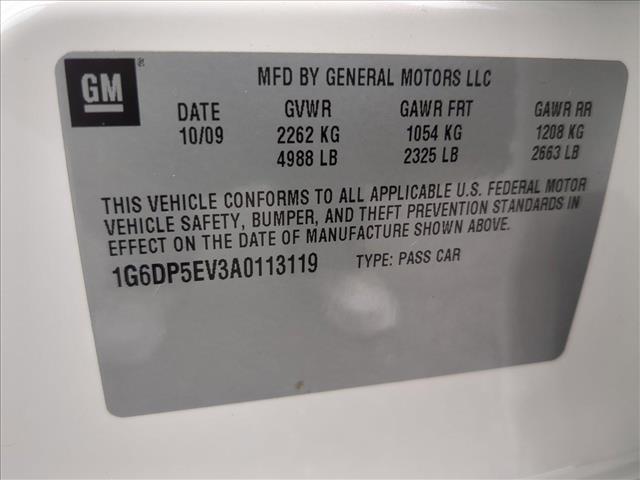 GM ®
MFD BY GENERAL MOTORS LLC
DATE GVWR GAWR FRT GAWR RR
10/09 2262 KG 1054 KG 1208 KG
4988 LB 2325 LB 2663 LB
THIS VEHICLE CONFORMS TO ALL APPLICABLE U.S. FEDERAL MOTOR
VEHICLE SAFETY, BUMPER, AND THEFT PREVENTION STANDARDS IN
EFFECT ON THE DATE OF MANUFACTURE SHOWN ABOVE.
1G6DP5EV3A0113119 TYPE: PASS CAR